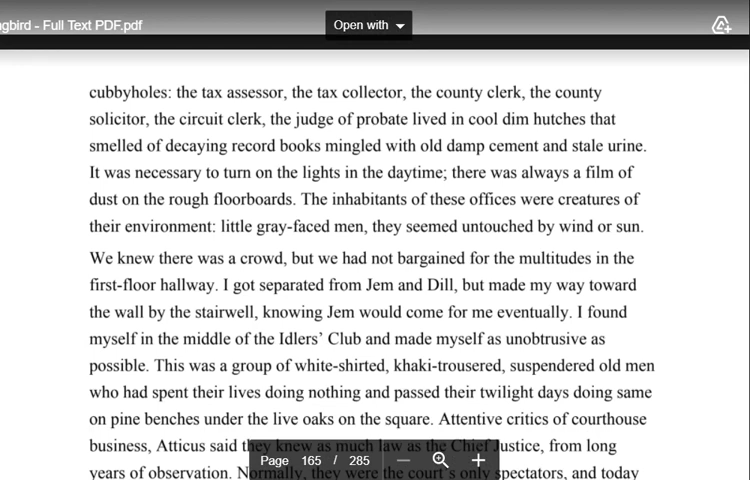 ngbird - Full Text PDF.pdf
Open with
cubbyholes: the tax assessor, the tax collector, the county clerk, the county
solicitor, the circuit clerk, the judge of probate lived in cool dim hutches that
smelled of decaying record books mingled with old damp cement and stale urine.
It was necessary to turn on the lights in the daytime; there was always a film of
dust on the rough floorboards. The inhabitants of these offices were creatures of
their environment: little gray-faced men, they seemed untouched by wind or sun.
We knew there was a crowd, but we had not bargained for the multitudes in the
first-floor hallway. I got separated from Jem and Dill, but made my way toward
the wall by the stairwell, knowing Jem would come for me eventually. I found
myself in the middle of the Idlers' Club and made myself as unobtrusive as
possible. This was a group of white-shirted, khaki-trousered, suspendered old men
who had spent their lives doing nothing and passed their twilight days doing same
on pine benches under the live oaks on the square. Attentive critics of courthouse
business, Atticus said they knew as much law as the Chief Justice, from long
years of observation. Normally, they were the court's only spectators, and today
Page 165 / 285